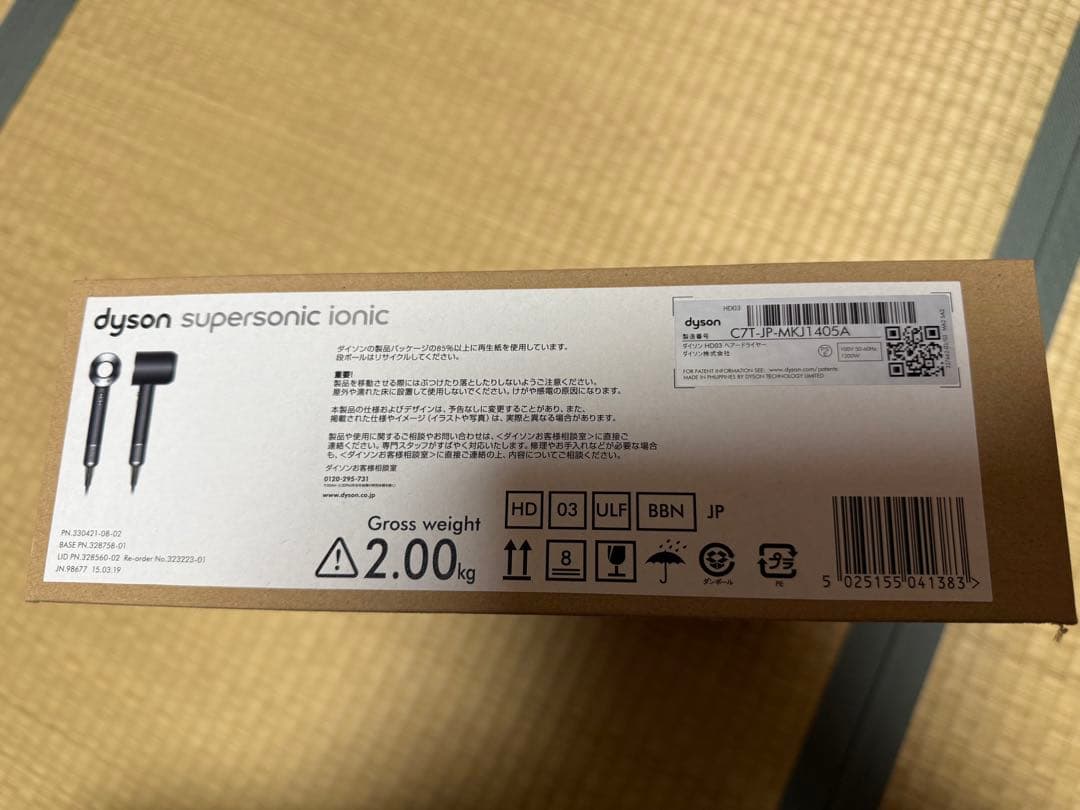 dyson supersonic ionic
ダイソンの製品パッケージの85%以上に再生紙を使用しています。
段ボールはリサイクルしてください。
重要!
製品を移動させる際にはぶつけたり落としたりしないようご注意ください。
屋外や濡れた床に設置して使用しないでください。けがや感電の原因になります。
本製品の仕様およびデザインは、予告なしに変更することがあり、また、
掲載された仕様やイメージ（イラストや写真）は、実際と異なる場合があります。
製品や使用に関するご相談やお問い合わせは、<ダイソンお客様相談室>に直接ご
連絡ください。専門スタッフがすばやく対応いたします。修理やお手入れなどが必要な場合
も、<ダイソンお客様相談室>に直接ご連絡の上、内容についてご相談ください。
ダイソンお客様相談室
0120-295-731
www.dyson.co.jp
HD03
dyson
製造番号 C7T-JP-MKJ1405A
ダイソン HD03 ヘアードライヤー
ダイソン株式会社
100V 50-60Hz
1200W
FOR PATENT INFORMATION SEE: www.dyson.com/patents
MADE IN PHILIPPINES BY DYSON TECHNOLOGY LIMITED
PN.330421-08-02
BASE PN.328758-01
LID PN.328560-02 Re-order No.323223-01
JN.98677 15.03.19
Gross weight
2.00kg
HD 03 ULF BBN JP
8
ダンボール
プラ
PE
5 025155 041383 >